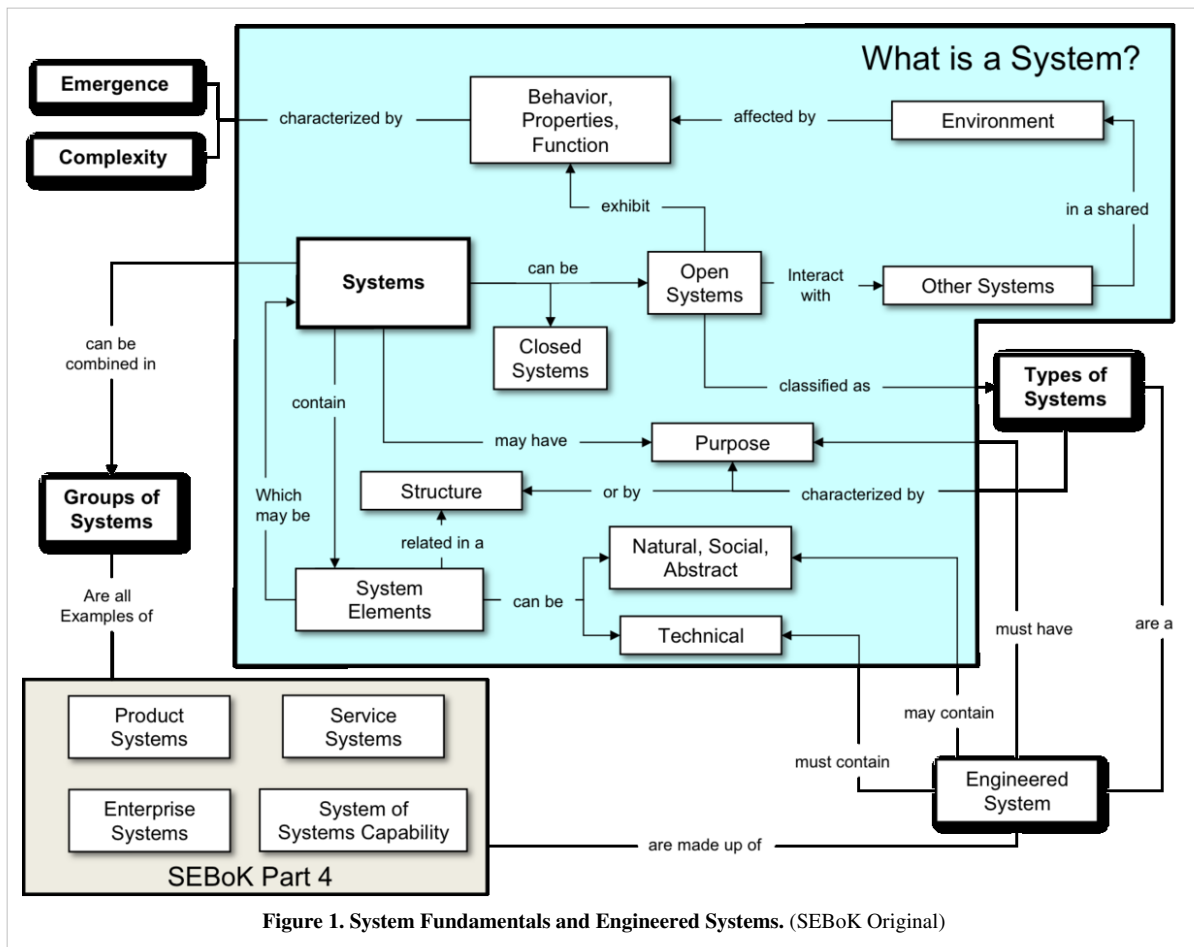 What is a System?
Emergence
Complexity
characterized by
Behavior,
Properties,
Function
affected by
Environment
exhibit
in a shared
Systems
can be
Open
Systems
Interact
with
Other Systems
Closed
Systems
can be
combined in
contain
classified as
Types of
Systems
may have
Purpose
Groups of
Systems
Which
may be
Structure
or by
characterized by
related in a
Natural, Social,
Abstract
Are all
Examples of
System
Elements
can be
Technical
must have
are a
Product
Systems
Service
Systems
may contain
must contain
Engineered
System
Enterprise
Systems
System of
Systems Capability
are made up of
SEBoK Part 4
Figure 1. System Fundamentals and Engineered Systems. (SEBoK Original)